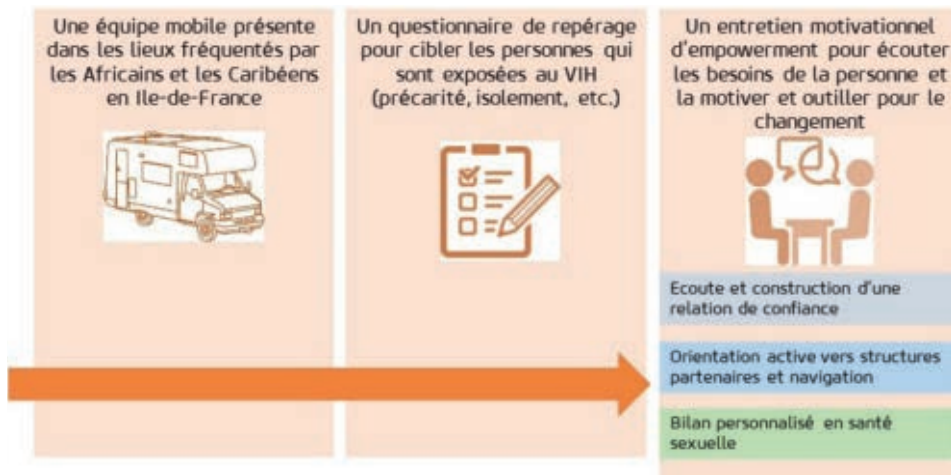 Une équipe mobile présente
dans les lieux fréquentés par
les Africains et les Caribéens
en Ile-de-France
Un questionnaire de repérage
pour cibler les personnes qui
sont exposées au VIH
(précarité, isolement, etc.)
Un entretien motivationnel
d'empowerment pour écouter
les besoins de la personne et
la motiver et outiller pour le
changement
Ecoute et construction d'une
relation de confiance
Orientation active vers structures
partenaires et navigation
Bilan personnalisé en santé
sexuelle